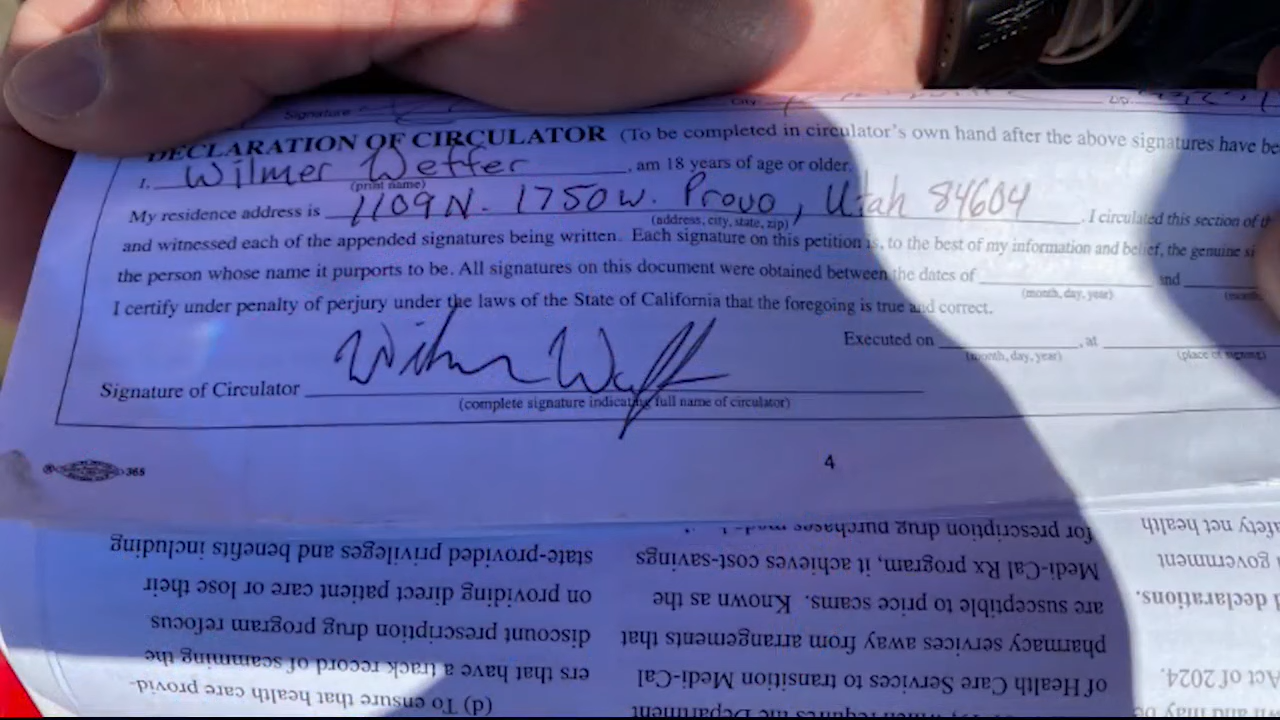 Signature City
DECLARATION OF CIRCULATOR (To be completed in circulator's own hand after the above signatures have be
I, Wilmer Weffer, am 18 years of age or older.
(print name)
My residence address is 1109 N. 1750 W. Provo, Utah 84604. I circulated this section of th
(address, city, state, zip)
and witnessed each of the appended signatures being written. Each signature on this petition is, to the best of my information and belief, the genuine si
the person whose name it purports to be. All signatures on this document were obtained between the dates of and
(month, day, year)
I certify under penalty of perjury under the laws of the State of California that the foregoing is true and correct.
Executed on , at
(month, day, year) (place of signing)
Signature of Circulator Wilmer Weffer
(complete signature indicating full name of circulator)
365
4
(d) To ensure that health care provid-
ers that have a track record of scamming the
discount prescription drug program refocus
on providing direct patient care or lose their
state-provided privileges and benefits including
which requires the Department
of Health Care Services to transition Medi-Cal
pharmacy services away from arrangements that
are susceptible to price scams. Known as the
Medi-Cal Rx program, it achieves cost-savings
for prescription drug purchases
Act of 2024.
declarations.
government
safety net health